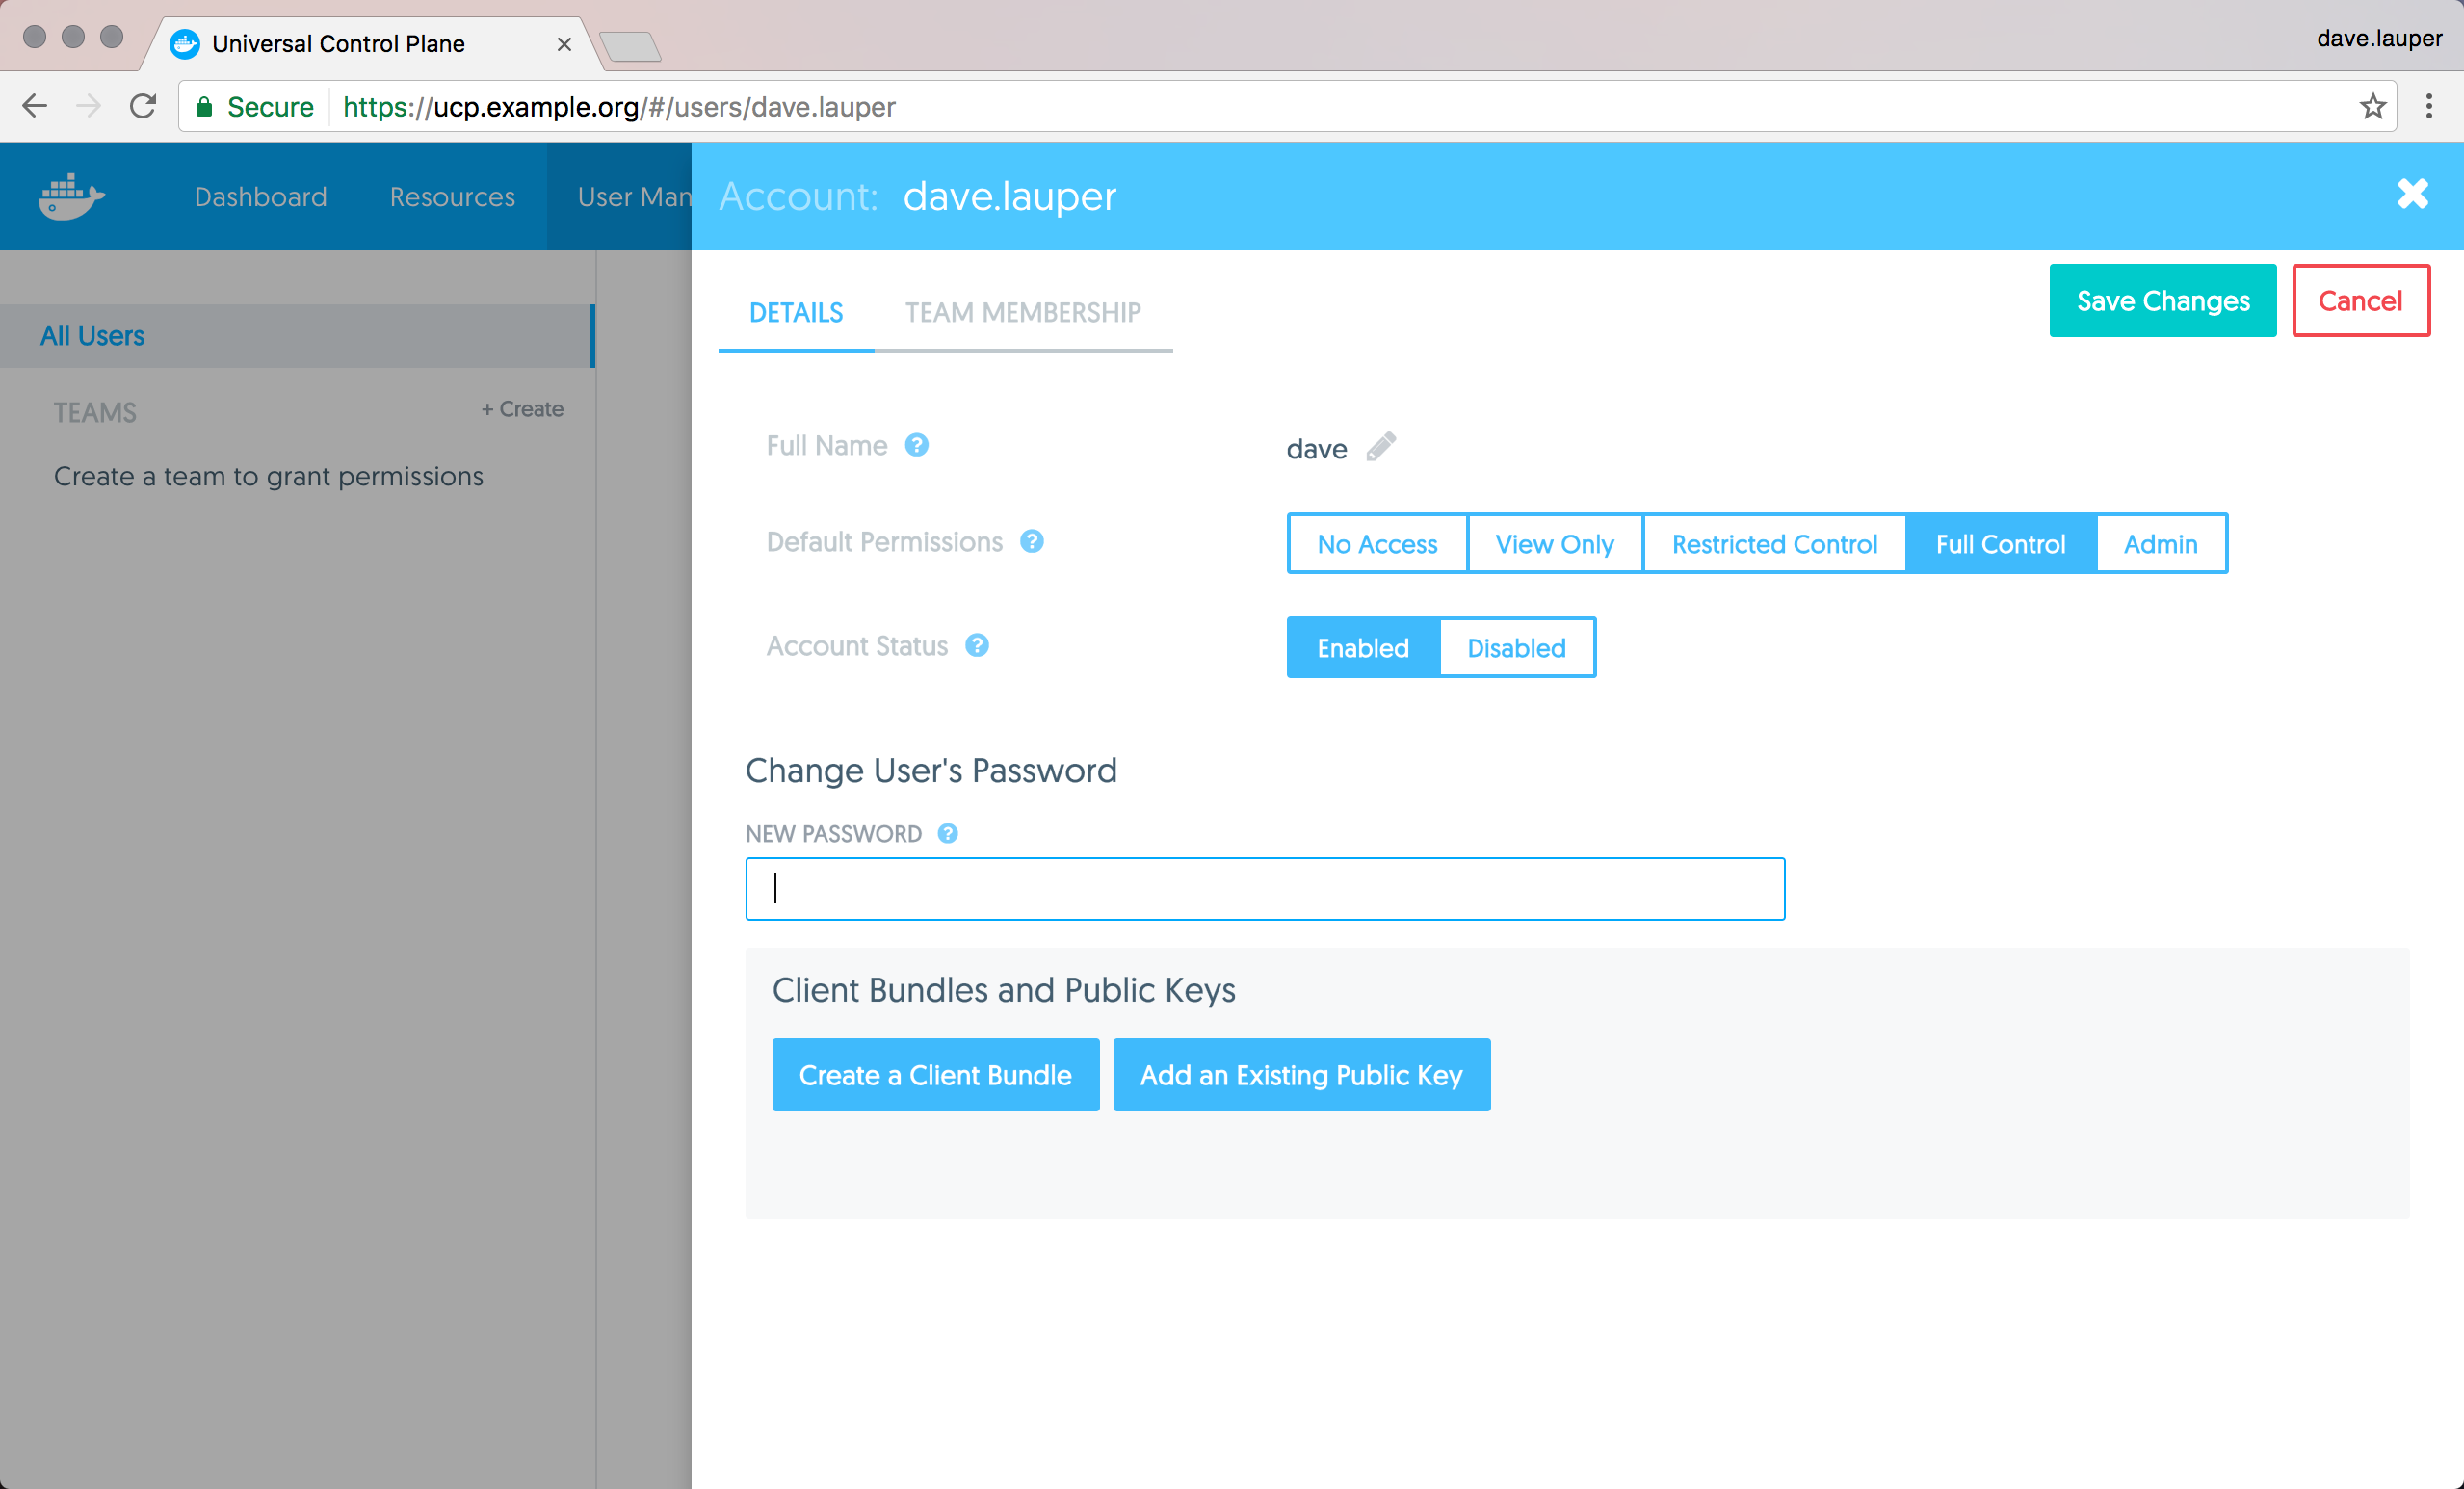 Universal Control Plane
dave.lauper
Secure https://ucp.example.org/#/users/dave.lauper
Dashboard Resources User Man
Account: dave.lauper
DETAILS TEAM MEMBERSHIP
Save Changes Cancel
All Users
TEAMS + Create
Create a team to grant permissions
Full Name ? dave
Default Permissions ? No Access View Only Restricted Control Full Control Admin
Account Status ? Enabled Disabled
Change User's Password
NEW PASSWORD ?
Client Bundles and Public Keys
Create a Client Bundle Add an Existing Public Key